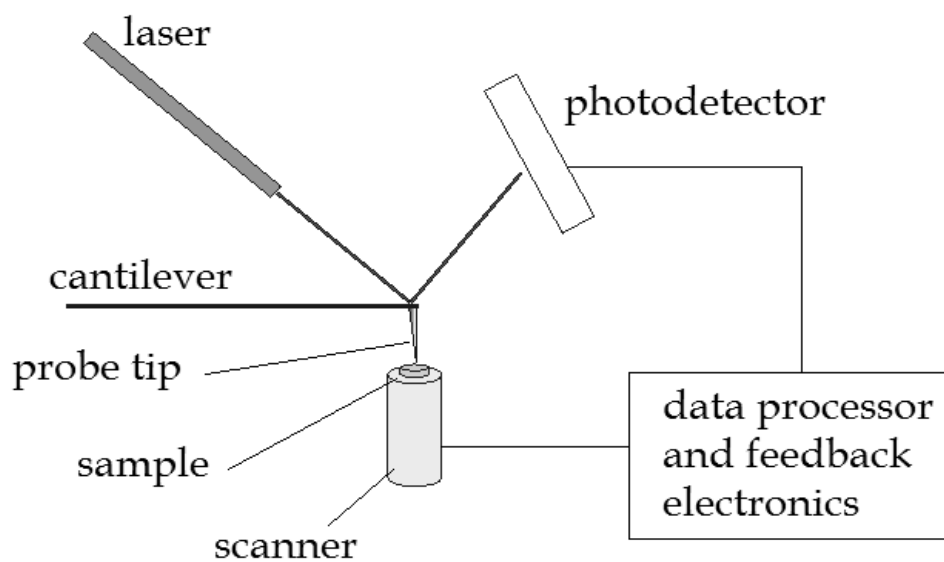 laser
photodetector
cantilever
probe tip
data processor
and feedback
electronics
sample
scanner